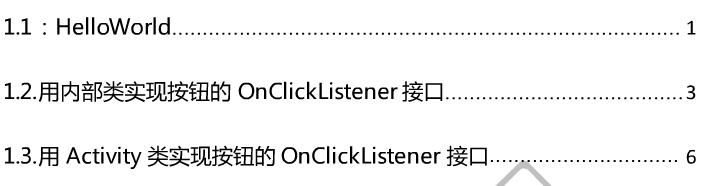 1.1：HelloWorld........................................................................................ 1
1.2.用内部类实现按钮的 OnClickListener 接口........................................3
1.3.用 Activity 类实现按钮的 OnClickListener 接口................................ 6